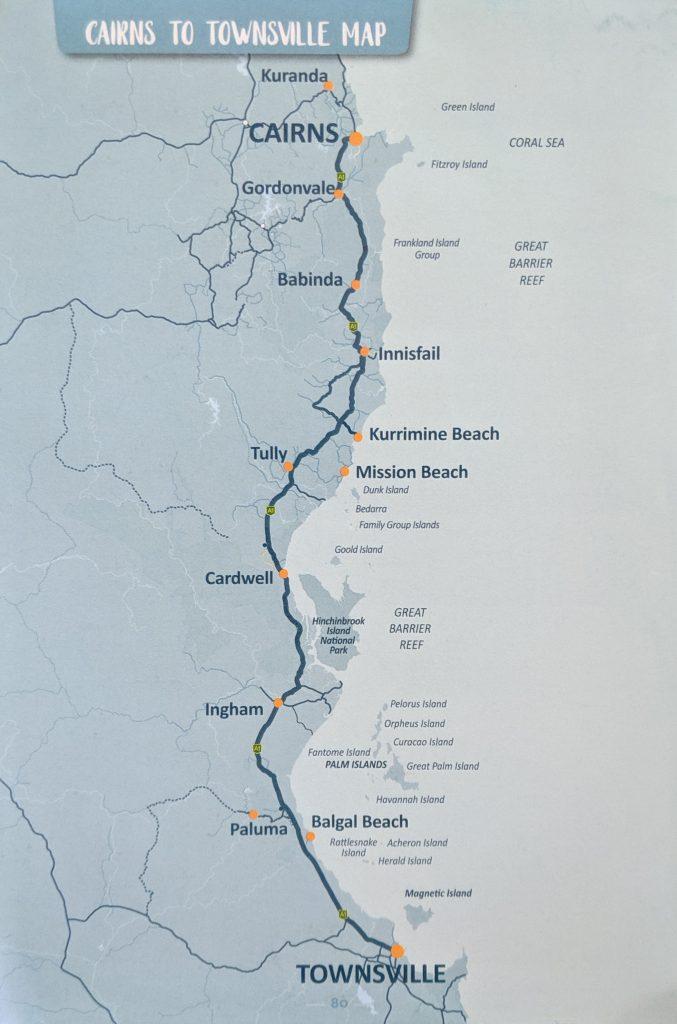 CAIRNS TO TOWNSVILLE MAP
Kuranda
Green Island
CAIRNS
CORAL SEA
Fitzroy Island
A1
Gordonvale
Frankland Island
Group
GREAT
BARRIER
REEF
Babinda
A1
Innisfail
Kurrimine Beach
Tully
Mission Beach
Dunk Island
Bedarra
A1
Family Group Islands
Goold Island
Cardwell
Hinchinbrook
Island
National
Park
GREAT
BARRIER
REEF
Ingham
Pelorus Island
Orpheus Island
Curacao Island
A1
Fantome Island
PALM ISLANDS
Great Palm Island
Havannah Island
Paluma
Balgal Beach
Rattlesnake
Island
Acheron Island
Herald Island
Magnetic Island
A1
TOWNSVILLE
80